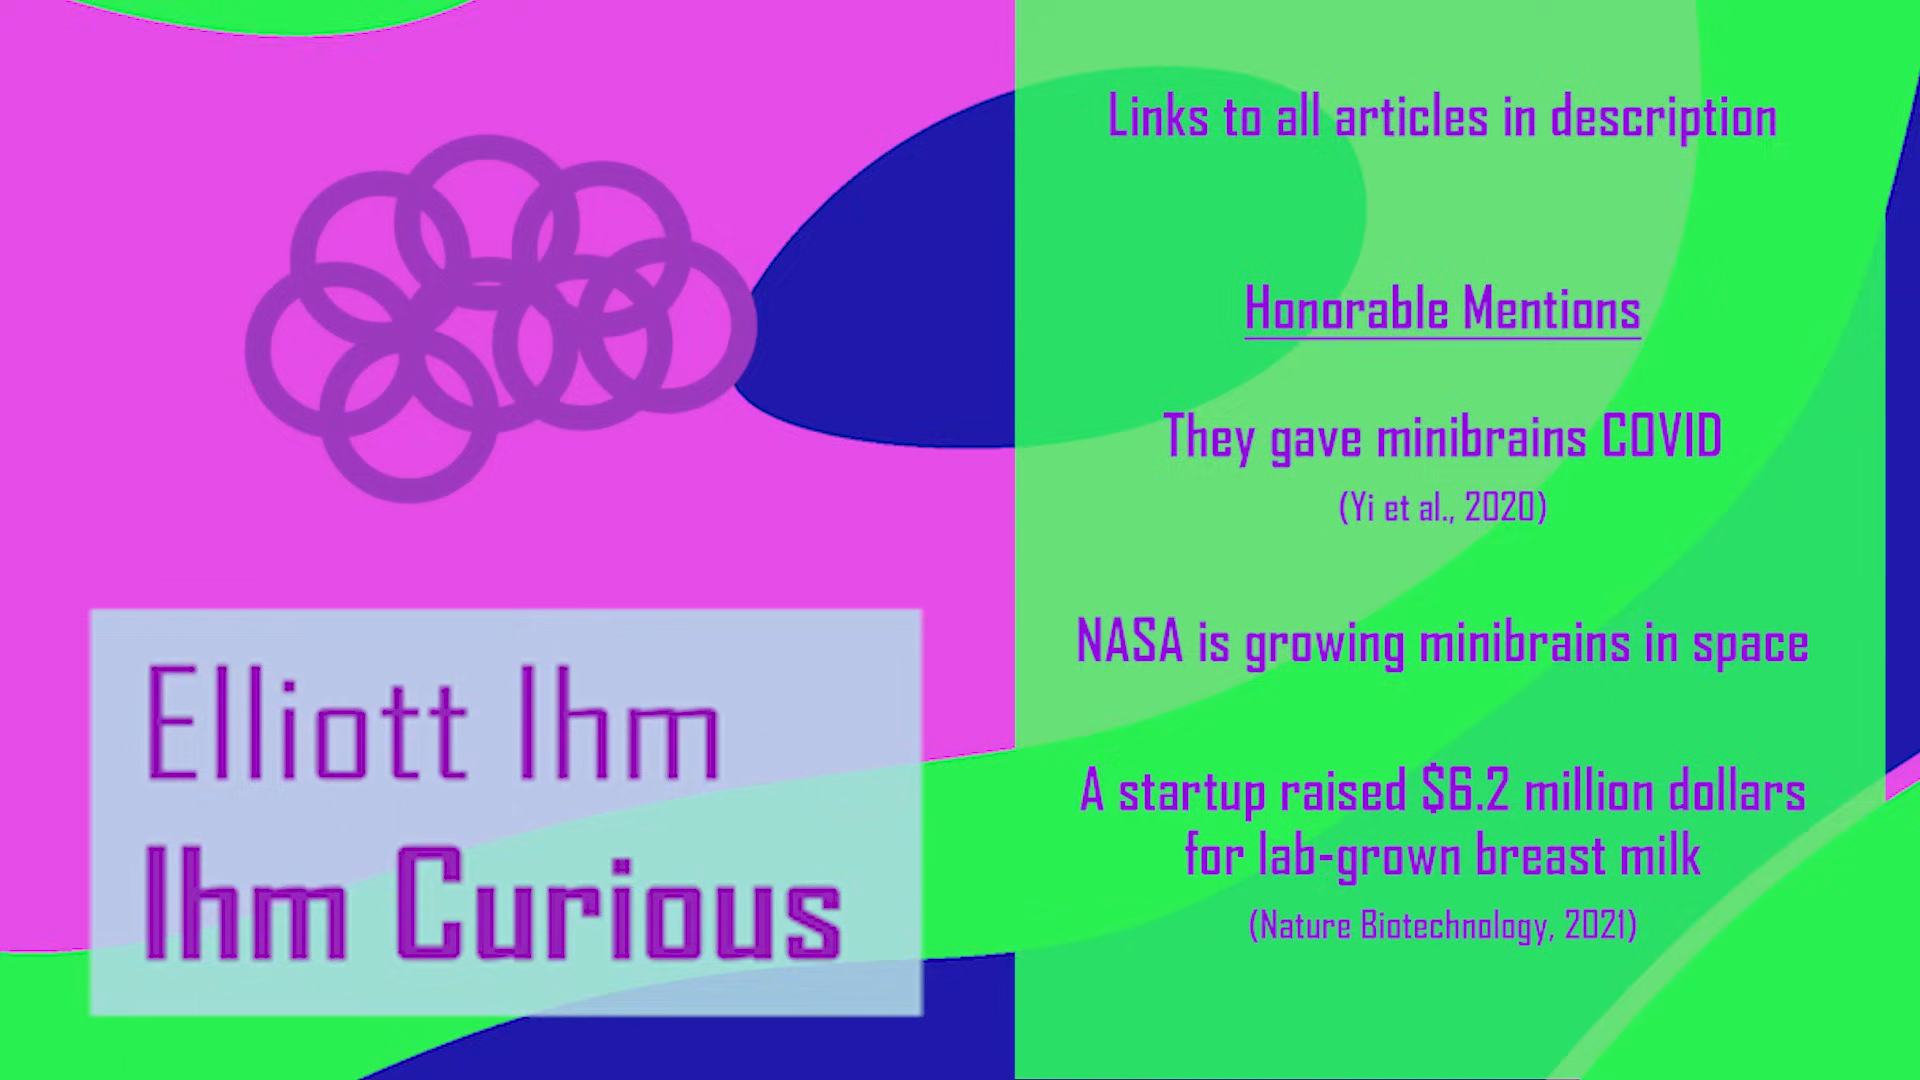 Elliott Ihm
Ihm Curious
Links to all articles in description
Honorable Mentions
They gave minibrains COVID
(Yi et al., 2020)
NASA is growing minibrains in space
A startup raised $6.2 million dollars
for lab-grown breast milk
(Nature Biotechnology, 2021)